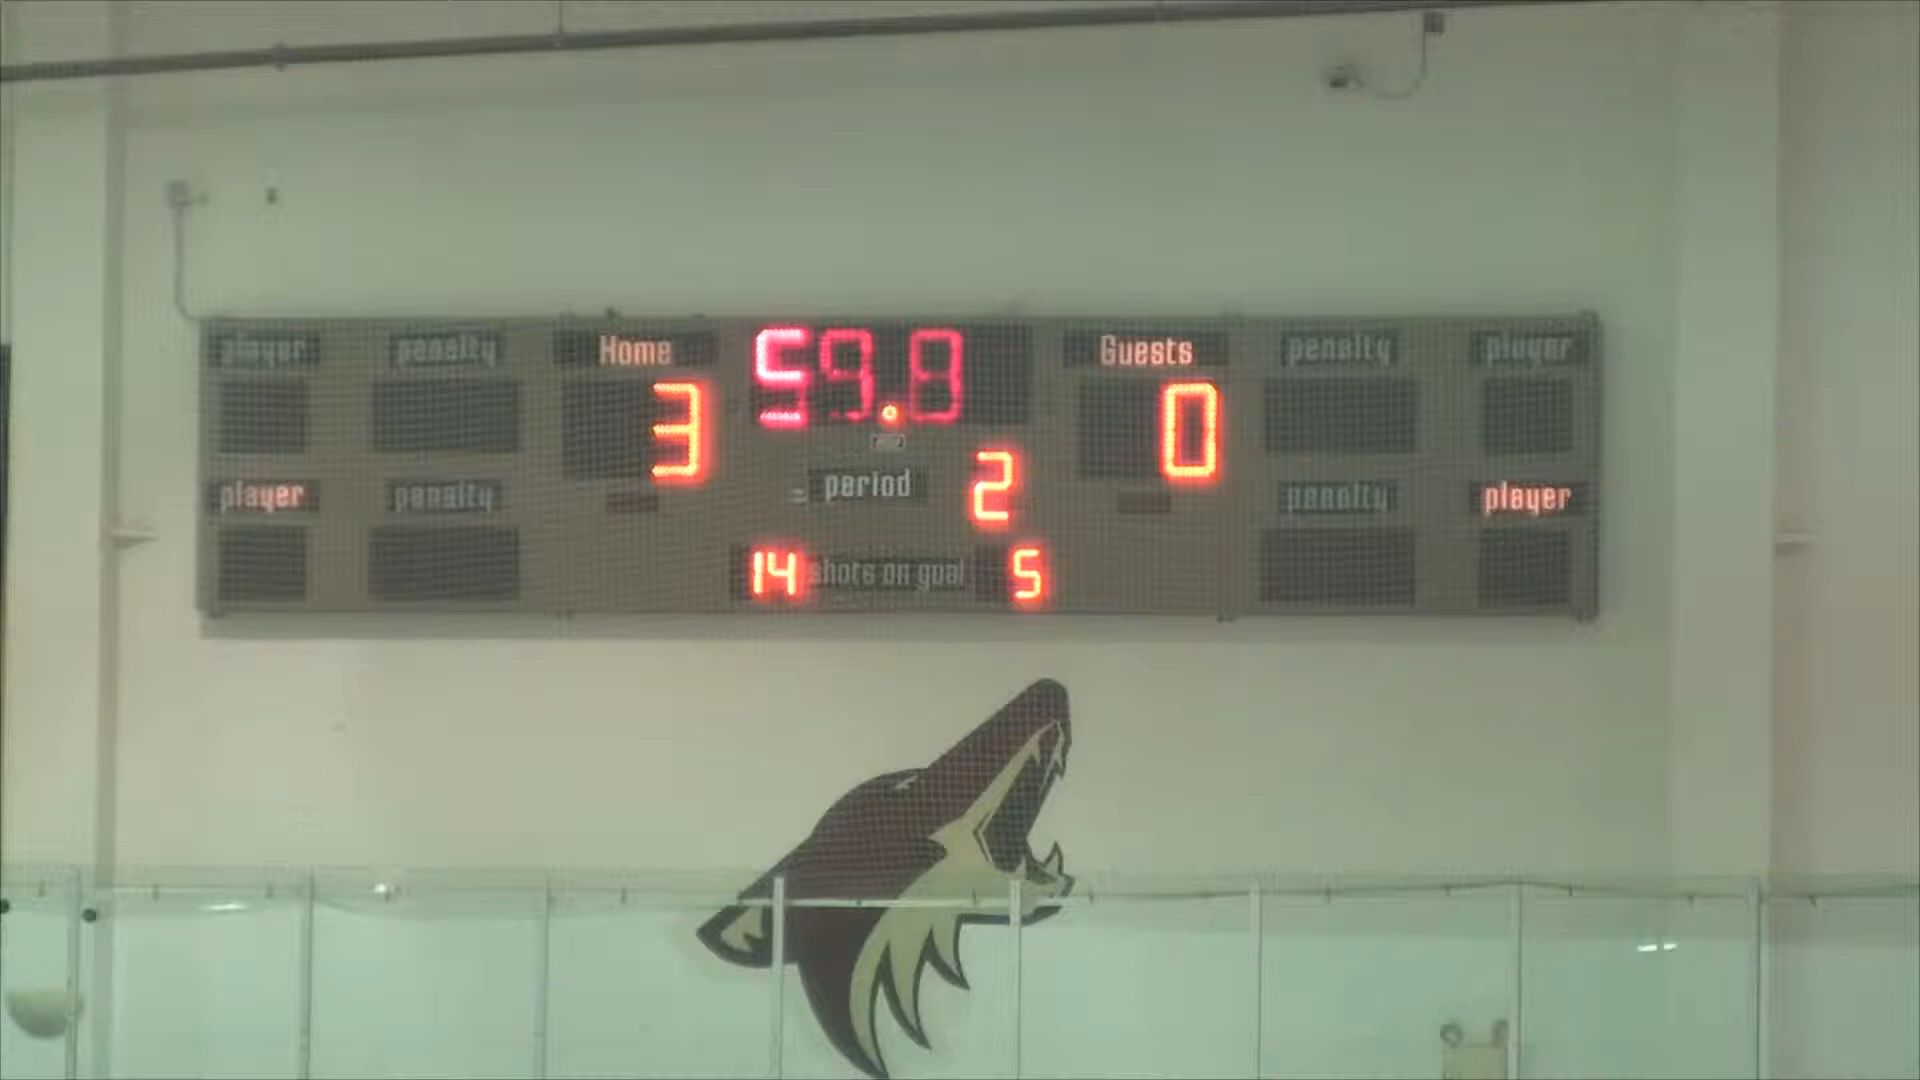 player penalty Home 59.8 Guests penalty player
3 0
player penalty period 2 penalty player
14 shots on goal 5